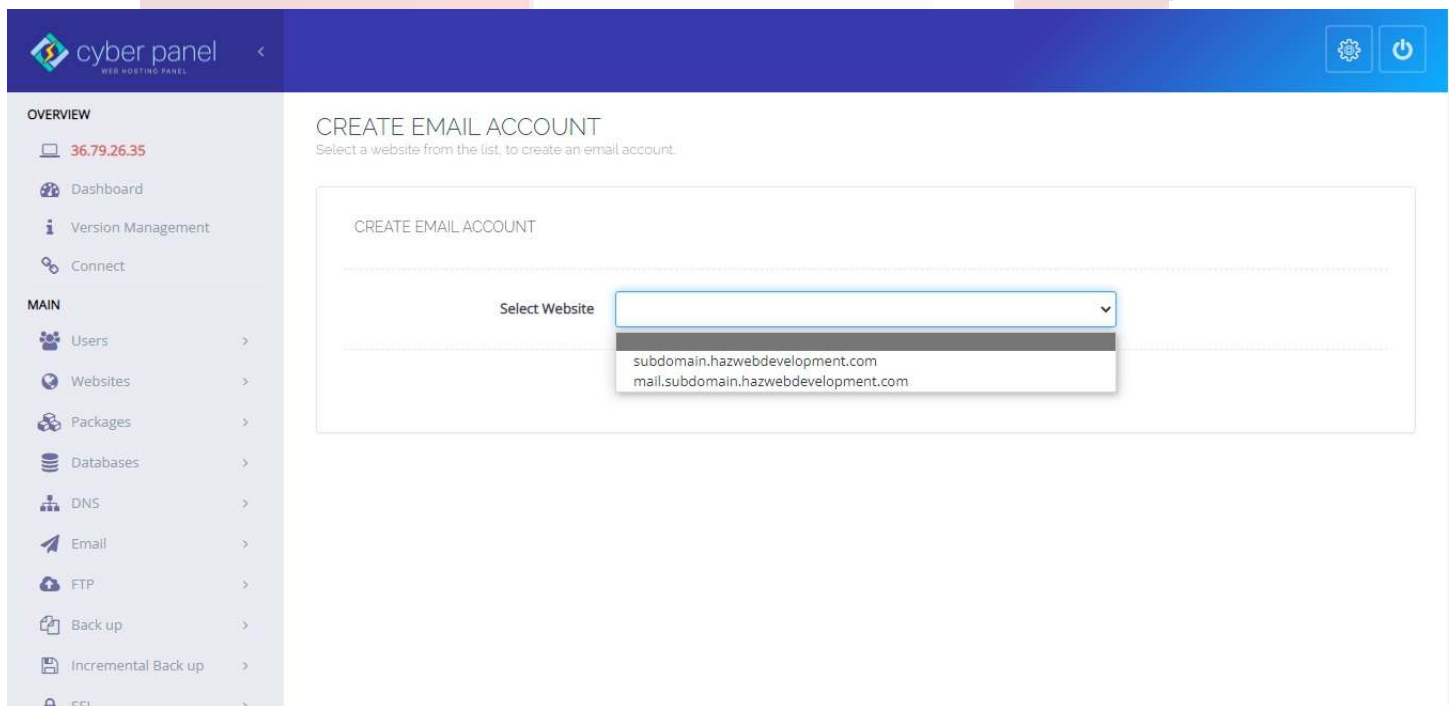 cyber panel
WEB HOSTING PANEL
OVERVIEW
36.79.26.35
Dashboard
Version Management
Connect
MAIN
Users
Websites
Packages
Databases
DNS
Email
FTP
Back up
Incremental Back up
SSL
CREATE EMAIL ACCOUNT
Select a website from the list, to create an email account.
CREATE EMAIL ACCOUNT
Select Website
subdomain.hazwebdevelopment.com
mail.subdomain.hazwebdevelopment.com